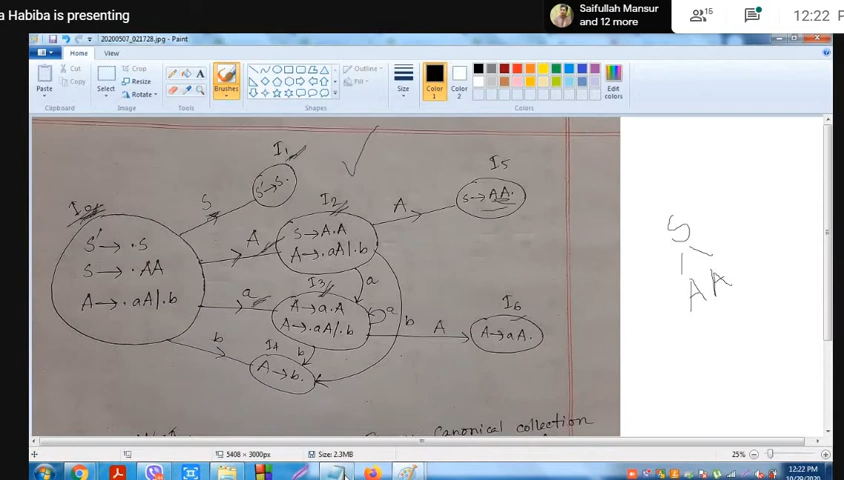 a Habiba is presenting
Saifullah Mansur
and 12 more
15
12:22 P
20200507_021728.jpg - Paint
Home
View
Cut
Copy
Paste
Clipboard
Select
Crop
Resize
Rotate
Image
A
Tools
Brushes
Outline
Fill
Shapes
Size
Color
1
Color
2
Edit
colors
Colors
I0
S' → .S
S → .AA
A → .aA|.b
S
I1
S' → S.
A
I2
S → A.A
A → .aA|.b
A
I5
S → AA.
a
a
I3
A → a.A
A → .aA|.b
a
b
A
I6
A → aA.
b
b
I4
A → b.
S
A A
Canonical collection
5408 × 3000px
Size: 2.3MB
25%
12:22 PM
10/29/2020